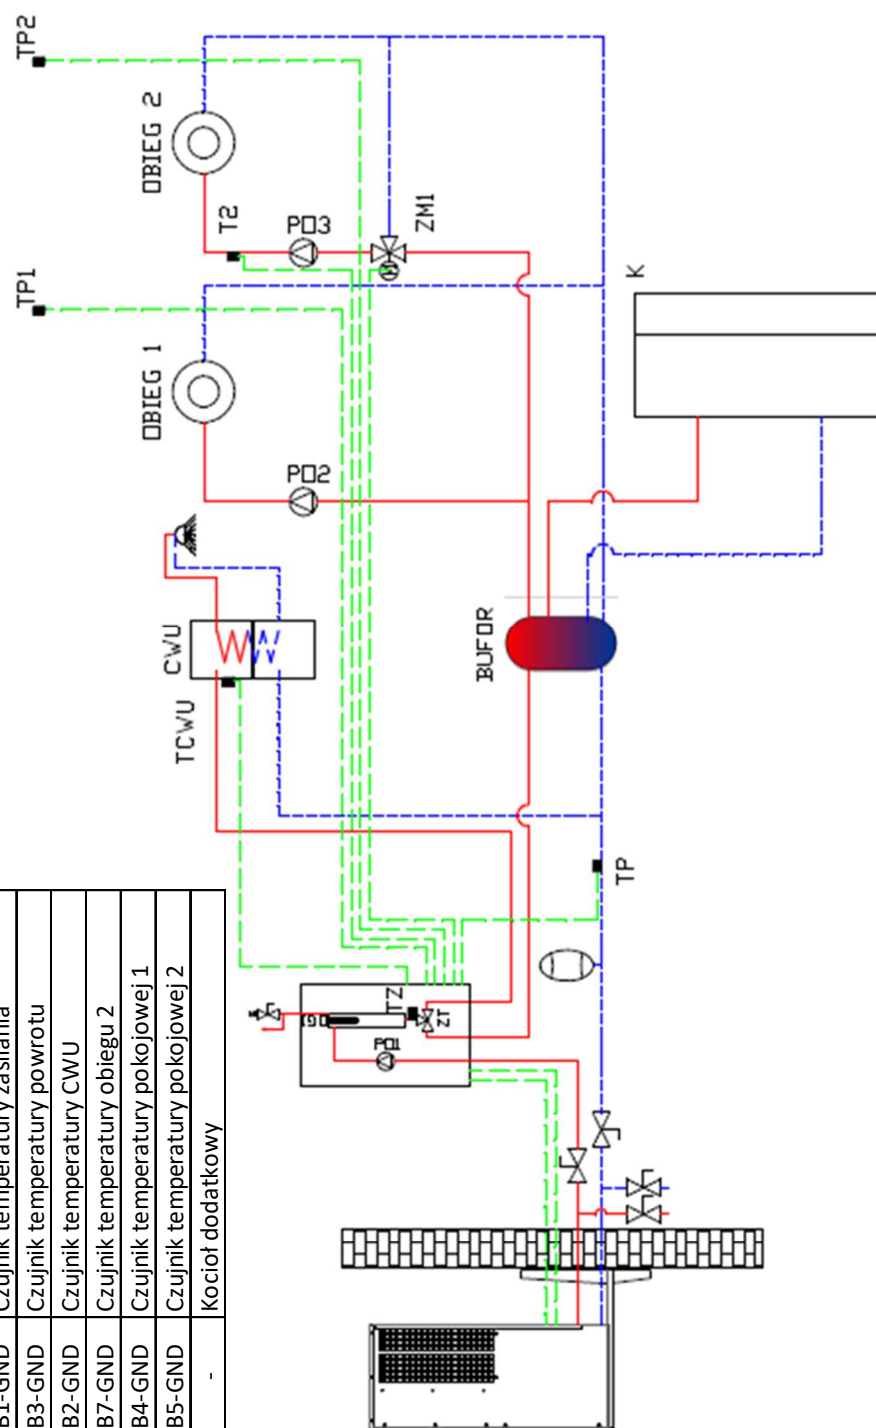 B1-GND Czujnik temperatury zasilania
B3-GND Czujnik temperatury powrotu
B2-GND Czujnik temperatury CWU
B7-GND Czujnik temperatury obiegu 2
B4-GND Czujnik temperatury pokojowej 1
B5-GND Czujnik temperatury pokojowej 2
- Kocioł dodatkowy
TP2
OBIEG 2
T2
PO3
ZM1
TP1
OBIEG 1
PO2
K
CWU
TCWU
BUFOR
TP
TZ
ZT
PO1